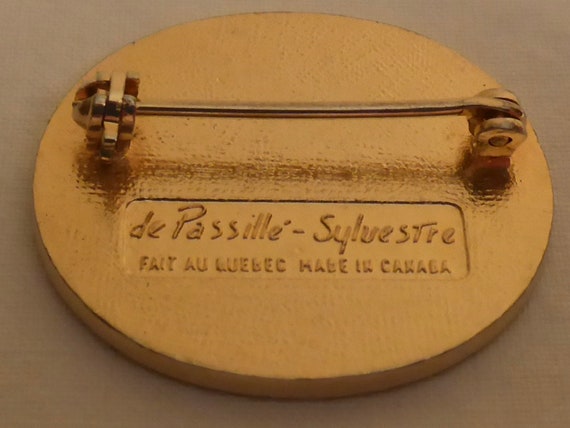 de Passillé-Sylvestre
FAIT AU QUEBEC MADE IN CANADA